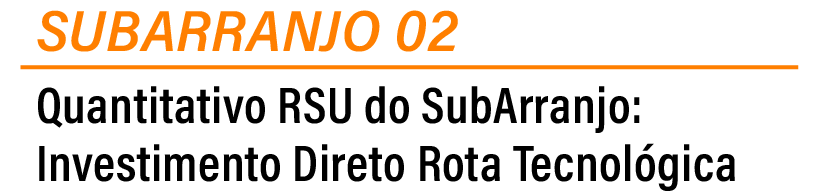 SUBARRANJO 02
Quantitativo RSU do SubArranjo:
Investimento Direto Rota Tecnológica